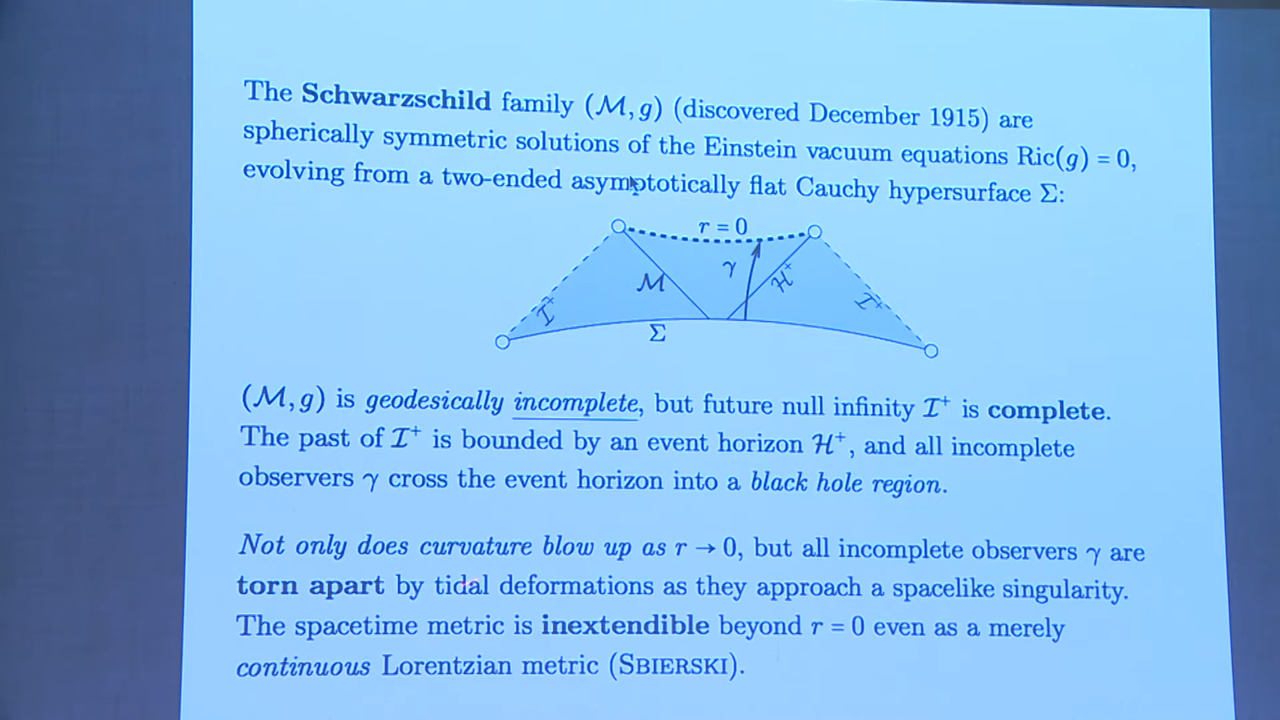 The Schwarzschild family (ℳ, g) (discovered December 1915) are
spherically symmetric solutions of the Einstein vacuum equations Ric(g) = 0,
evolving from a two-ended asymptotically flat Cauchy hypersurface Σ:
r = 0
γ
ℳ
ℋ⁺
ℐ⁺
ℐ⁺
Σ
(ℳ, g) is geodesically incomplete, but future null infinity ℐ⁺ is complete.
The past of ℐ⁺ is bounded by an event horizon ℋ⁺, and all incomplete
observers γ cross the event horizon into a black hole region.
Not only does curvature blow up as r → 0, but all incomplete observers γ are
torn apart by tidal deformations as they approach a spacelike singularity.
The spacetime metric is inextendible beyond r = 0 even as a merely
continuous Lorentzian metric (SBIERSKI).